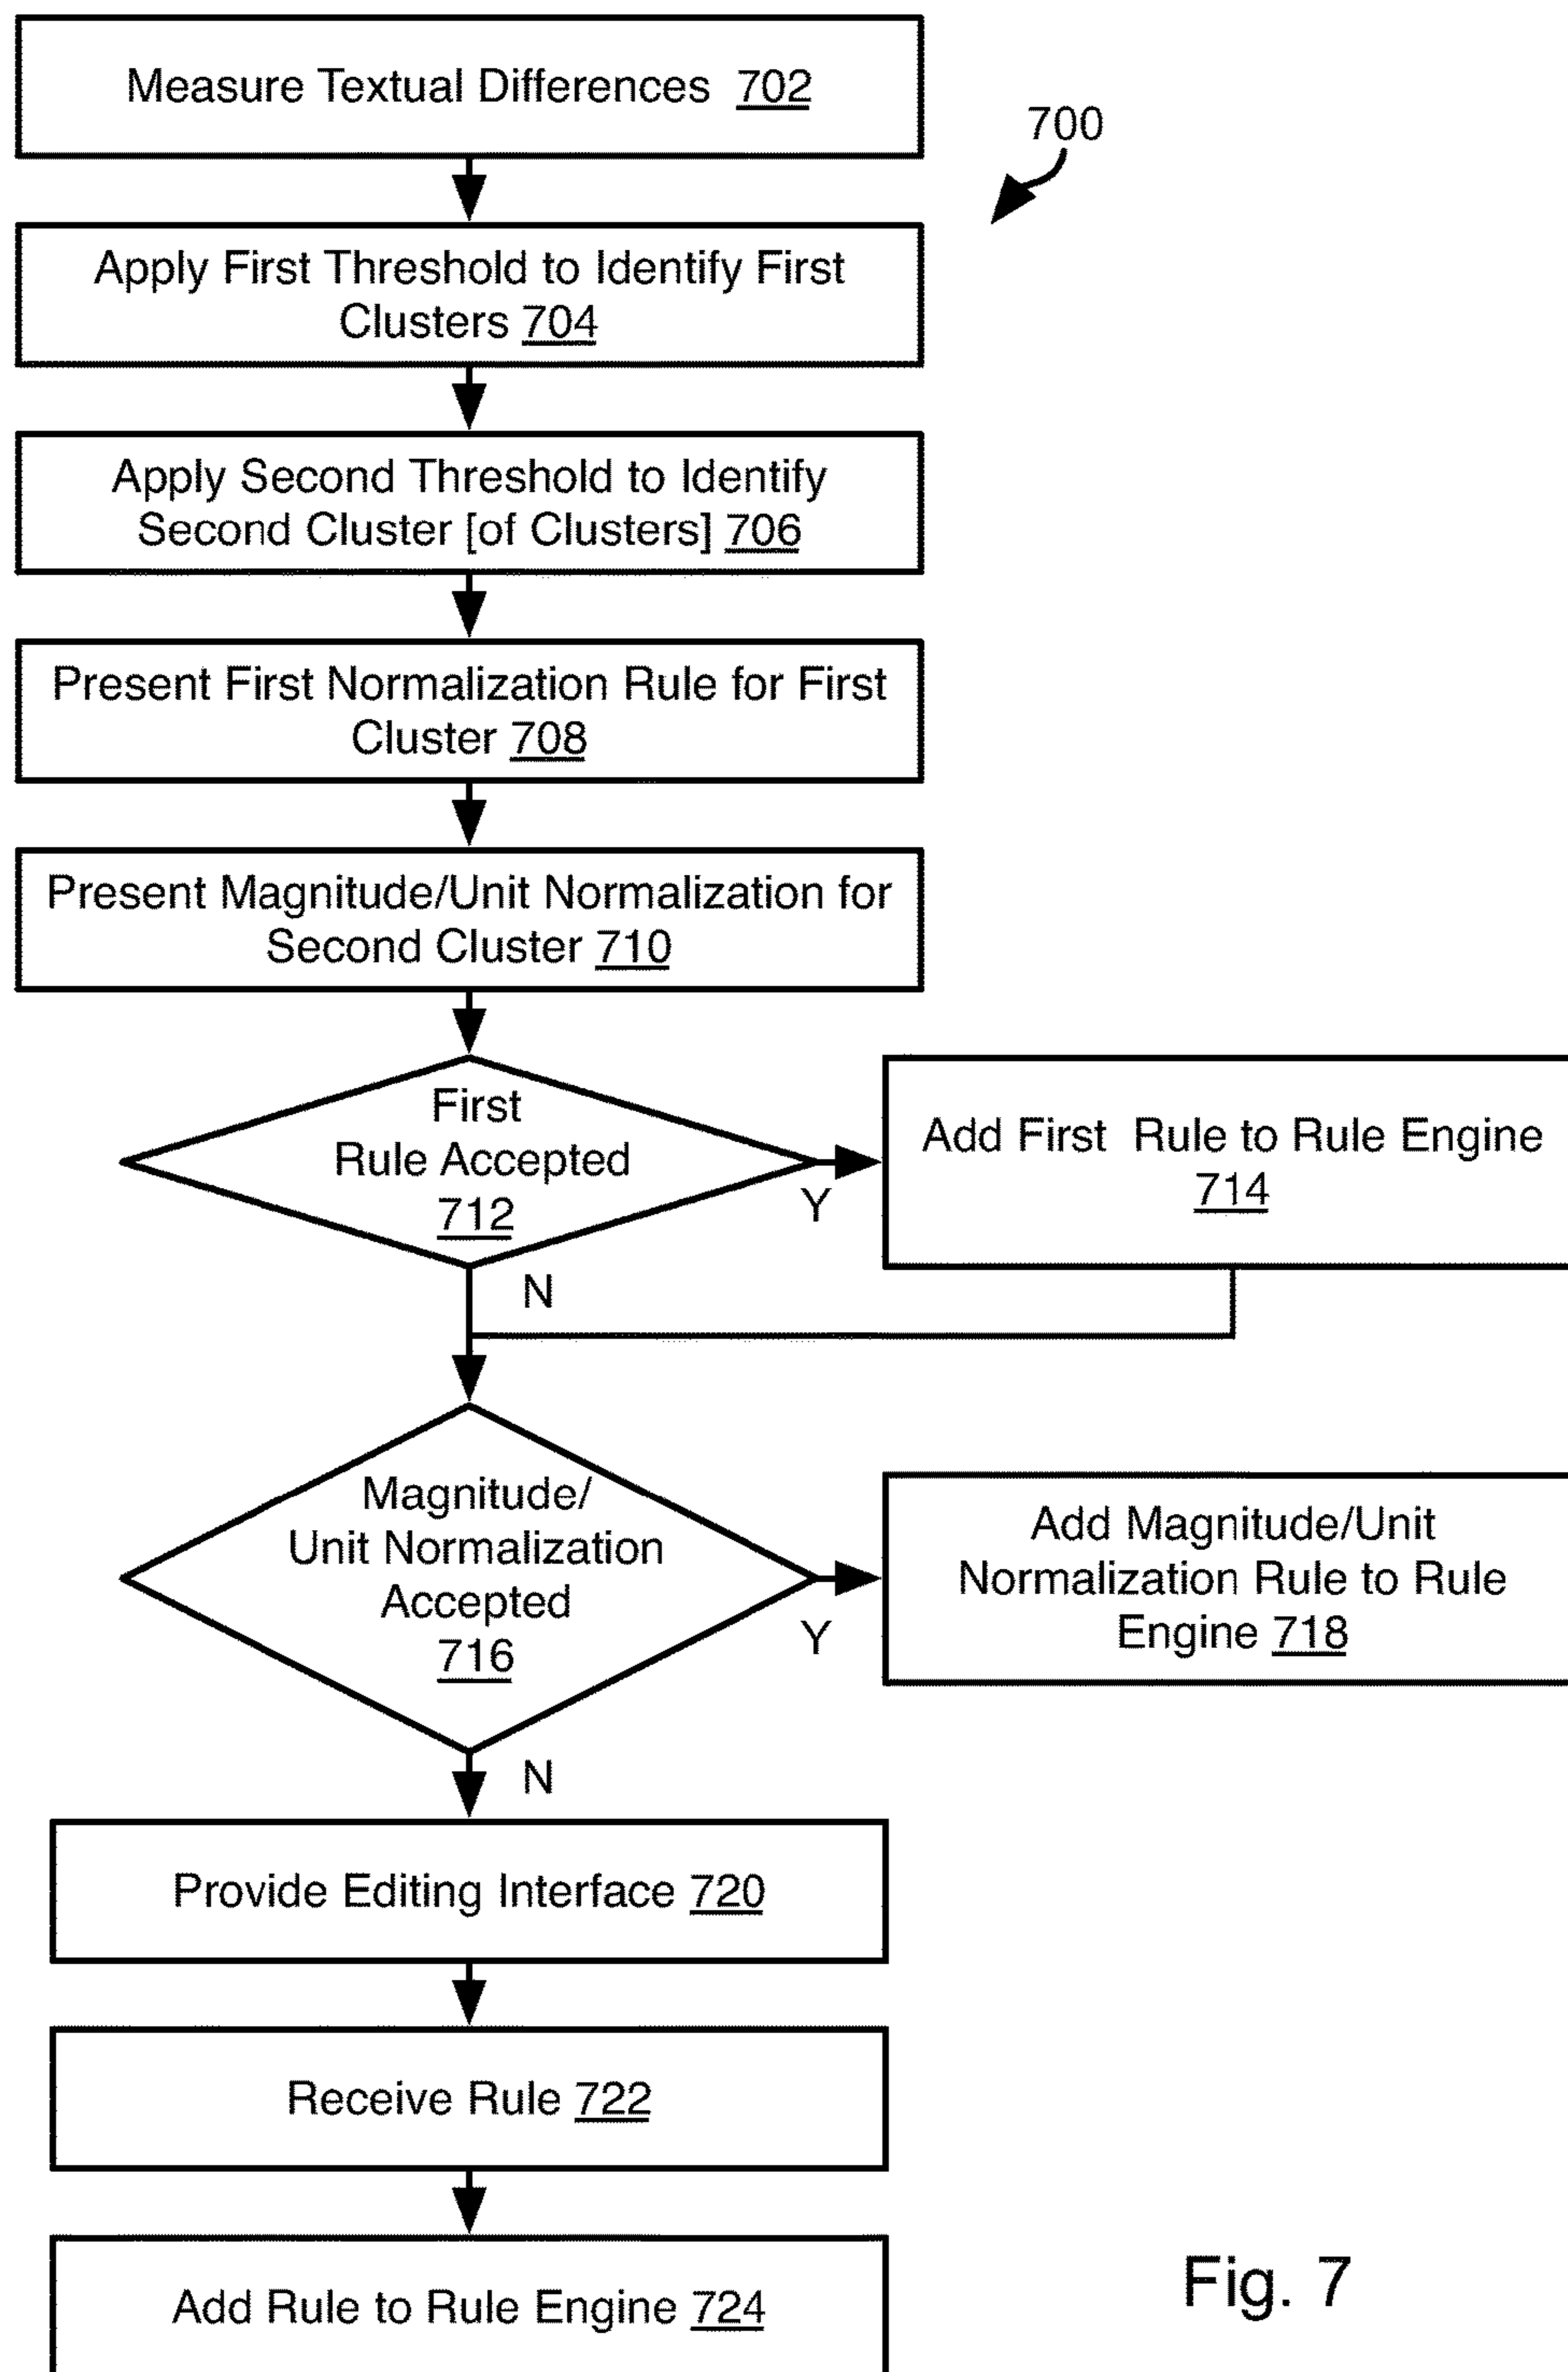 Measure Textual Differences 702
700
Apply First Threshold to Identify First
Clusters 704
Apply Second Threshold to Identify
Second Cluster [of Clusters] 706
Present First Normalization Rule for First
Cluster 708
Present Magnitude/Unit Normalization for
Second Cluster 710
First
Rule Accepted
712
Y
Add First Rule to Rule Engine
714
N
Magnitude/
Unit Normalization
Accepted
716
Y
Add Magnitude/Unit
Normalization Rule to Rule
Engine 718
N
Provide Editing Interface 720
Receive Rule 722
Add Rule to Rule Engine 724
Fig. 7